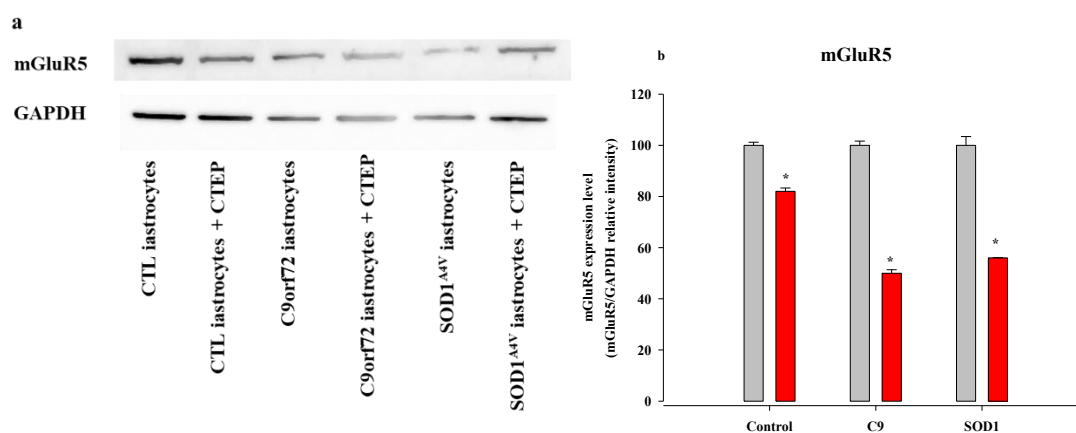 a
mGluR5
GAPDH
CTL iastrocytes
CTL iastrocytes + CTEP
C9orf72 iastrocytes
C9orf72 iastrocytes + CTEP
SOD1ᴬ⁴ⱽ iastrocytes
SOD1ᴬ⁴ⱽ iastrocytes + CTEP
b
mGluR5
mGluR5 expression level
(mGluR5/GAPDH relative intensity)
120
100
80
60
40
20
0
*
*
*
Control
C9
SOD1